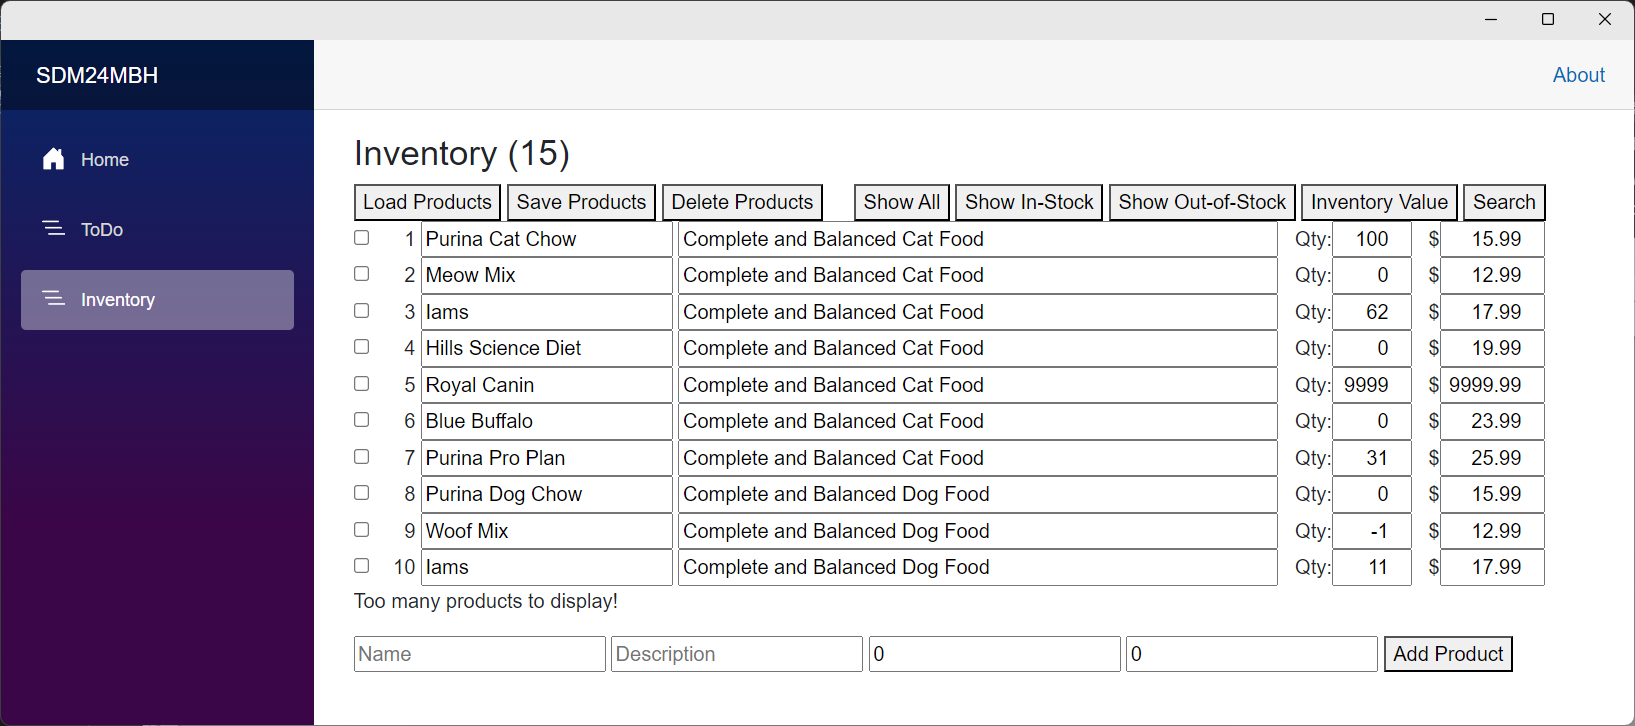 SDM24MBH
About
Home
ToDo
Inventory
Inventory (15)
Load Products Save Products Delete Products Show All Show In-Stock Show Out-of-Stock Inventory Value Search
1 Purina Cat Chow Complete and Balanced Cat Food Qty: 100 $ 15.99
2 Meow Mix Complete and Balanced Cat Food Qty: 0 $ 12.99
3 Iams Complete and Balanced Cat Food Qty: 62 $ 17.99
4 Hills Science Diet Complete and Balanced Cat Food Qty: 0 $ 19.99
5 Royal Canin Complete and Balanced Cat Food Qty: 9999 $ 9999.99
6 Blue Buffalo Complete and Balanced Cat Food Qty: 0 $ 23.99
7 Purina Pro Plan Complete and Balanced Cat Food Qty: 31 $ 25.99
8 Purina Dog Chow Complete and Balanced Dog Food Qty: 0 $ 15.99
9 Woof Mix Complete and Balanced Dog Food Qty: -1 $ 12.99
10 Iams Complete and Balanced Dog Food Qty: 11 $ 17.99
Too many products to display!
Name Description 0 0 Add Product